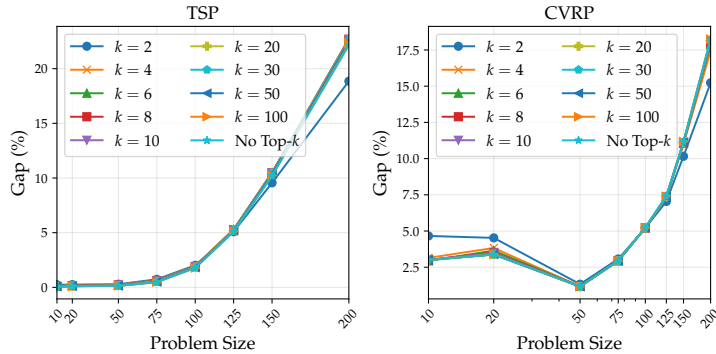 TSP
Gap (%)
20
15
10
5
0
k = 2
k = 4
k = 6
k = 8
k = 10
k = 20
k = 30
k = 50
k = 100
No Top-k
10
20
50
75
100
125
150
200
Problem Size
CVRP
Gap (%)
17.5
15.0
12.5
10.0
7.5
5.0
2.5
k = 2
k = 4
k = 6
k = 8
k = 10
k = 20
k = 30
k = 50
k = 100
No Top-k
10
20
50
75
100
125
150
200
Problem Size